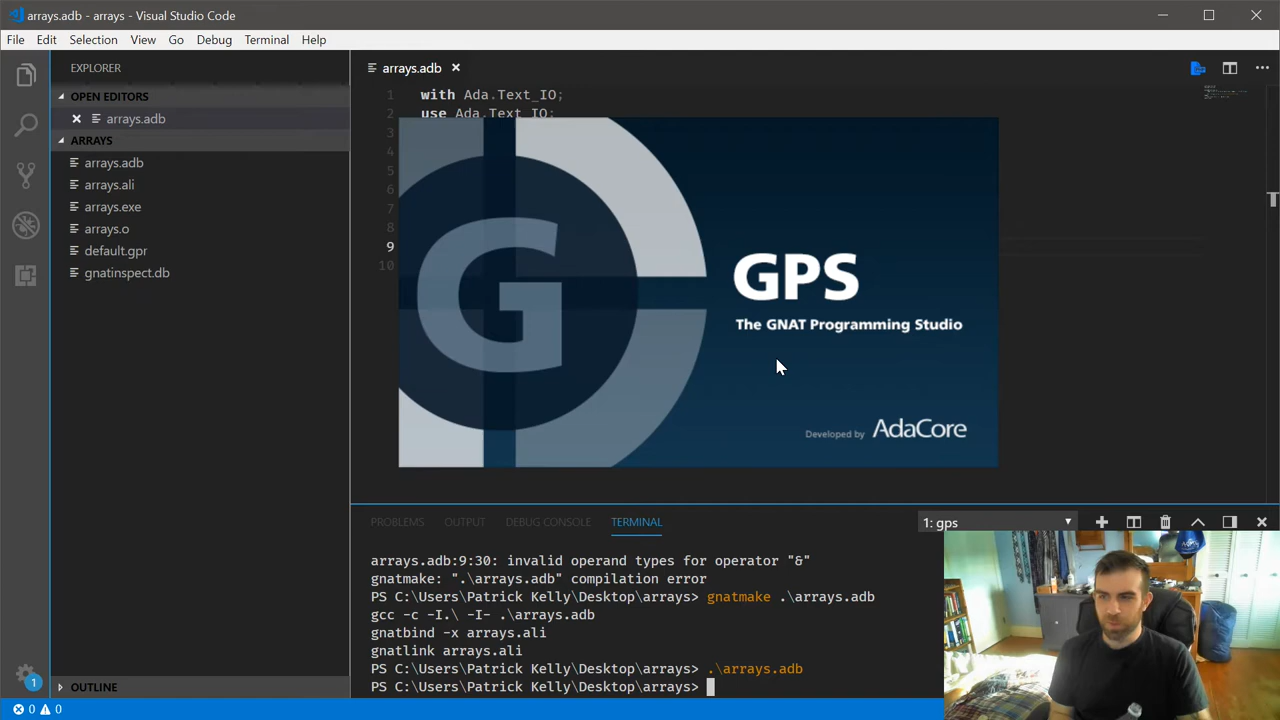 arrays.adb - arrays - Visual Studio Code
File Edit Selection View Go Debug Terminal Help
EXPLORER
arrays.adb
OPEN EDITORS
arrays.adb
ARRAYS
arrays.adb
arrays.ali
arrays.exe
arrays.o
default.gpr
gnatinspect.db
OUTLINE
1 with Ada.Text_IO;
2 use Ada.Text_IO;
3
4
5
6
7
8
9
10
G
GPS
The GNAT Programming Studio
Developed by AdaCore
PROBLEMS OUTPUT DEBUG CONSOLE TERMINAL 1: gps
arrays.adb:9:30: invalid operand types for operator "&"
gnatmake: ".\arrays.adb" compilation error
PS C:\Users\Patrick Kelly\Desktop\arrays> gnatmake .\arrays.adb
gcc -c -I.\ -I- .\arrays.adb
gnatbind -x arrays.ali
gnatlink arrays.ali
PS C:\Users\Patrick Kelly\Desktop\arrays> .\arrays.adb
PS C:\Users\Patrick Kelly\Desktop\arrays>
1
0 0